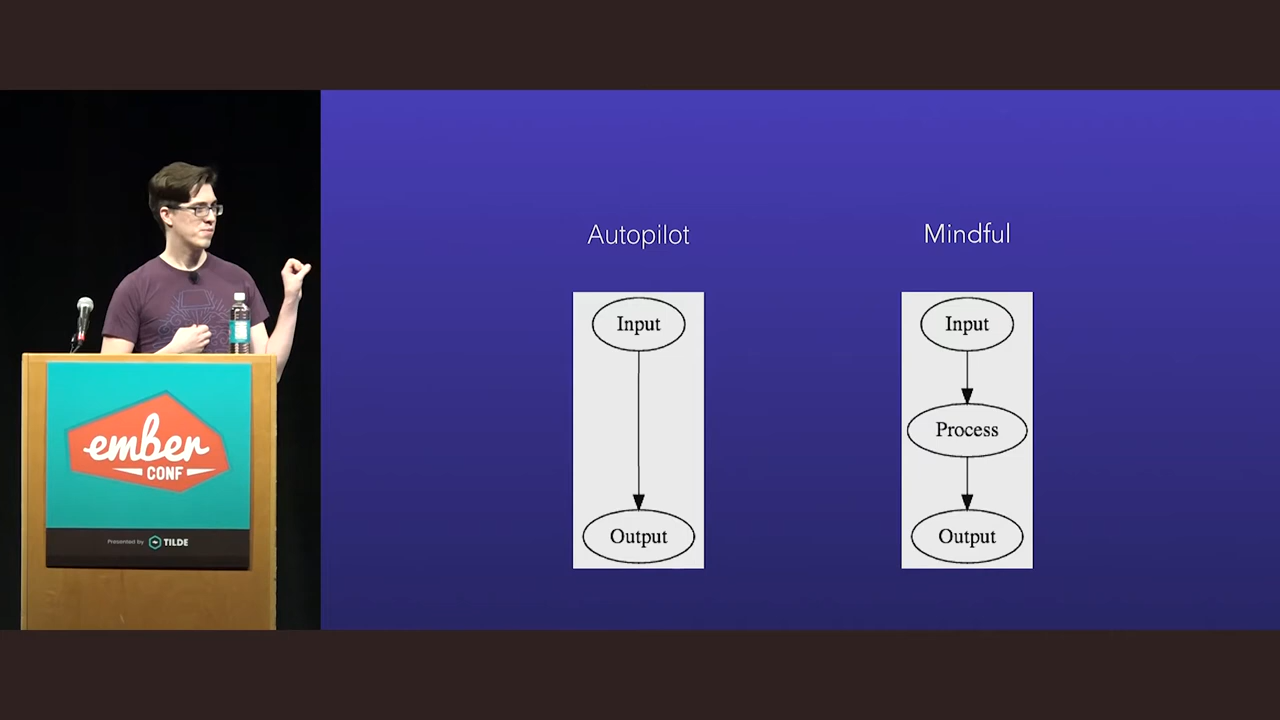 ember
CONF
Presented by TILDE
Autopilot
Input
Output
Mindful
Input
Process
Output